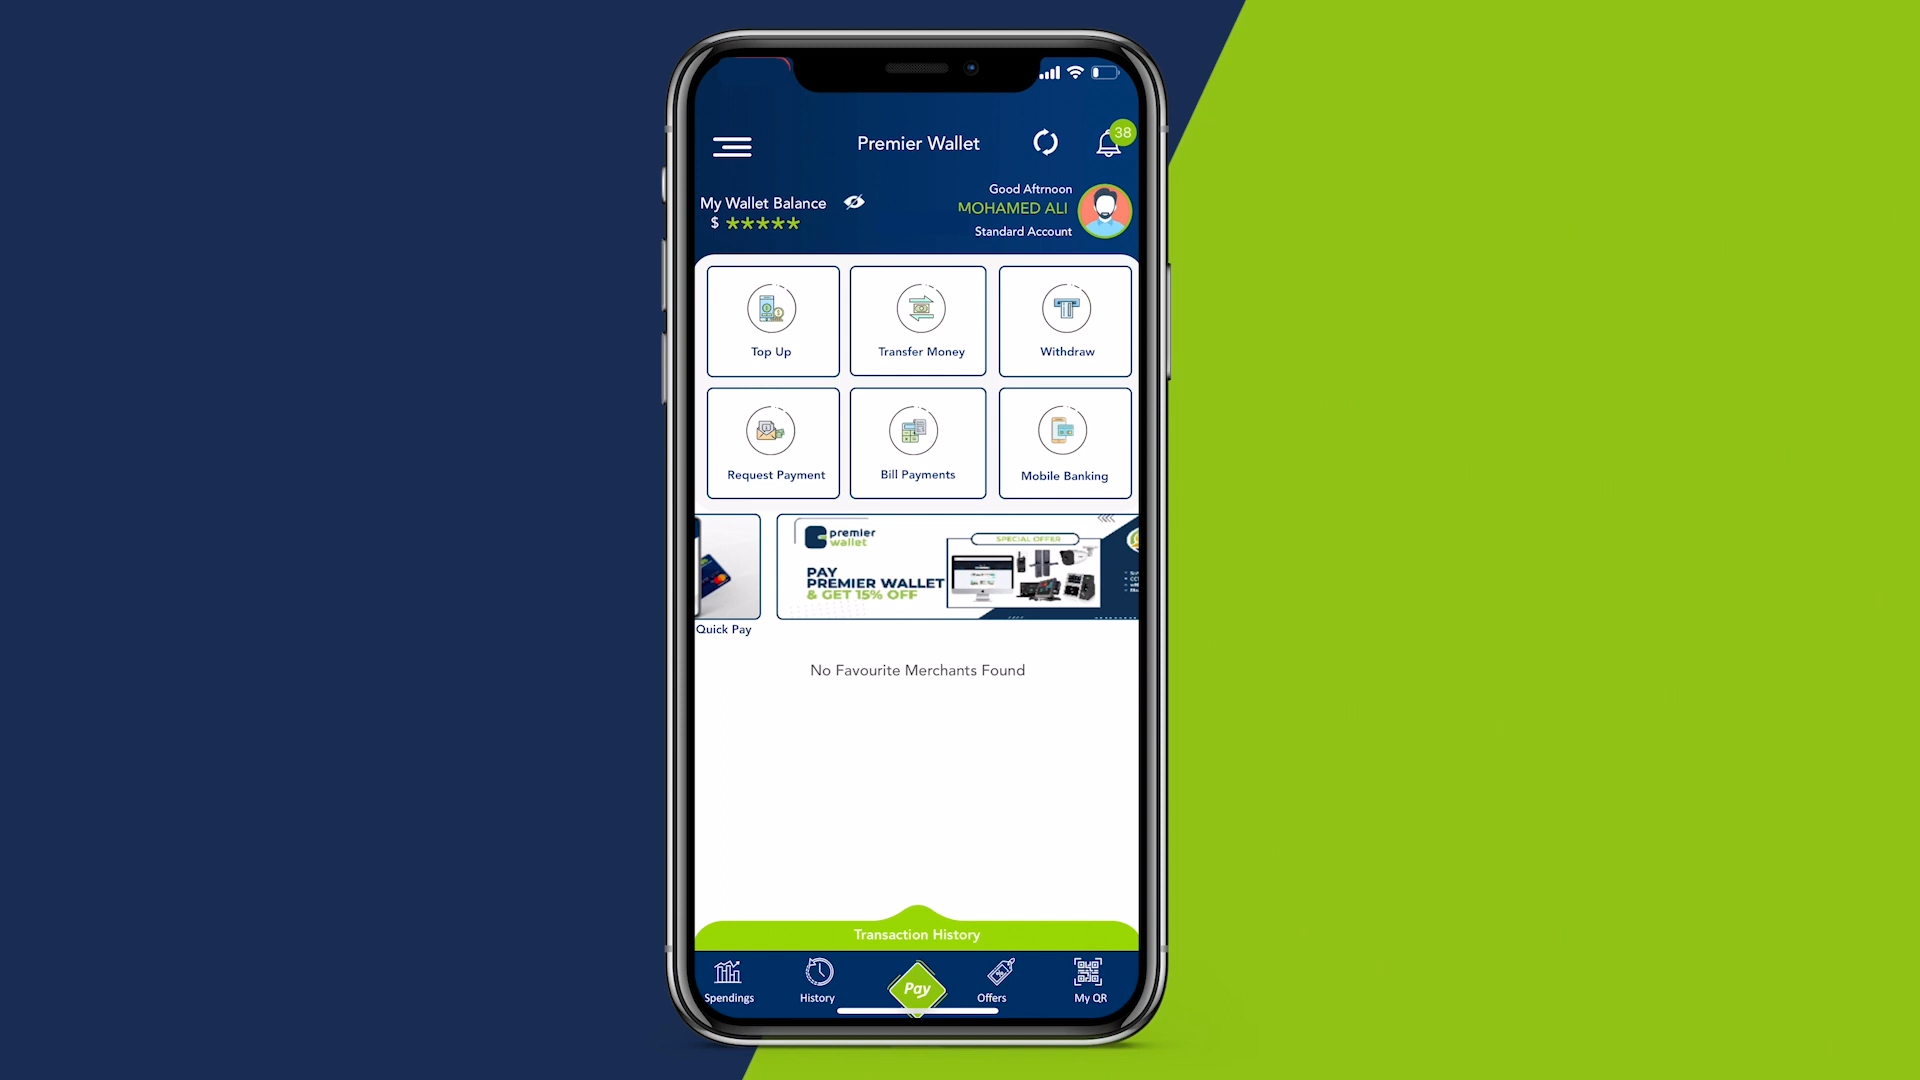 Premier Wallet
38
Good Aftrnoon
My Wallet Balance
MOHAMED ALI
$ *****
Standard Account
Top Up
Transfer Money
Withdraw
Request Payment
Bill Payments
Mobile Banking
premier
wallet
SPECIAL OFFER
PAY
PREMIER WALLET
& GET 15% OFF
Quick Pay
No Favourite Merchants Found
Transaction History
Spendings
History
Pay
Offers
My QR